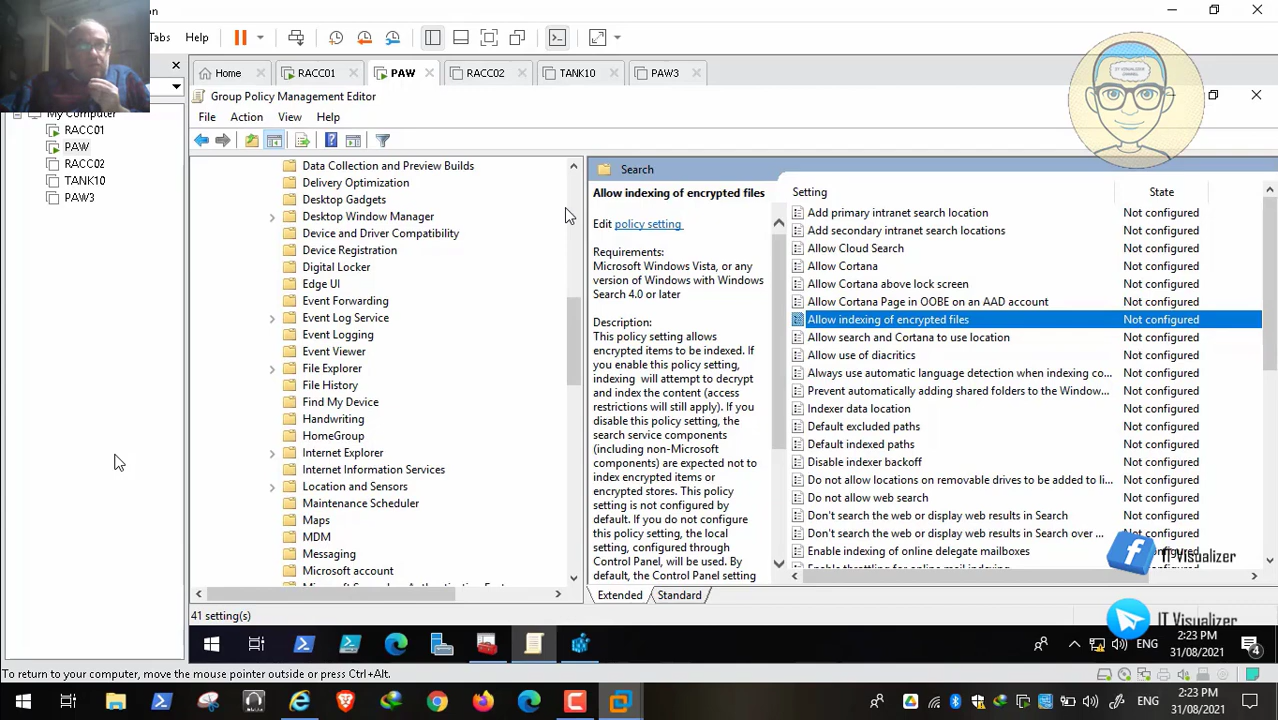 on
Tabs Help
Home
RACC01
PAW
RACC02
TANK10
PAW3
IT-VISUALIZER
CHANNEL
My Computer
RACC01
PAW
RACC02
TANK10
PAW3
Group Policy Management Editor
File Action View Help
Data Collection and Preview Builds
Delivery Optimization
Desktop Gadgets
Desktop Window Manager
Device and Driver Compatibility
Device Registration
Digital Locker
Edge UI
Event Forwarding
Event Log Service
Event Logging
Event Viewer
File Explorer
File History
Find My Device
Handwriting
HomeGroup
Internet Explorer
Internet Information Services
Location and Sensors
Maintenance Scheduler
Maps
MDM
Messaging
Microsoft account
Search
Allow indexing of encrypted files
Edit policy setting
Requirements:
Microsoft Windows Vista, or any
version of Windows with Windows
Search 4.0 or later
Description:
This policy setting allows
encrypted items to be indexed. If
you enable this policy setting,
indexing will attempt to decrypt
and index the content (access
restrictions will still apply). If you
disable this policy setting, the
search service components
(including non-Microsoft
components) are expected not to
index encrypted items or
encrypted stores. This policy
setting is not configured by
default. If you do not configure
this policy setting, the local
setting, configured through
Control Panel, will be used. By
default, the Control Panel setting
Setting State
Add primary intranet search location Not configured
Add secondary intranet search locations Not configured
Allow Cloud Search Not configured
Allow Cortana Not configured
Allow Cortana above lock screen Not configured
Allow Cortana Page in OOBE on an AAD account Not configured
Allow indexing of encrypted files Not configured
Allow search and Cortana to use location Not configured
Allow use of diacritics Not configured
Always use automatic language detection when indexing co... Not configured
Prevent automatically adding shared folders to the Window... Not configured
Indexer data location Not configured
Default excluded paths Not configured
Default indexed paths Not configured
Disable indexer backoff Not configured
Do not allow locations on removable drives to be added to li... Not configured
Do not allow web search Not configured
Don't search the web or display web results in Search Not configured
Don't search the web or display web results in Search over ... Not configured
Enable indexing of online delegate mailboxes Not configured
Enable throttling for online mail indexing
IT-Visualizer
Extended Standard
41 setting(s)
IT Visualizer
ENG
2:23 PM
31/08/2021
4
To return to your computer, move the mouse pointer outside or press Ctrl+Alt.
ENG
2:23 PM
31/08/2021